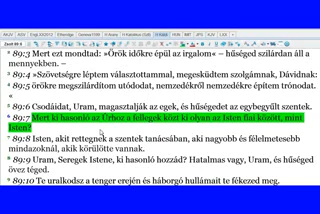 Zsolt 89:6
89:3 Mert ezt mondtad: »Örök időkre épül az irgalom« – hűséged szilárdan áll a
mennyekben. –
89:4 »Szövetségre léptem választottammal, megesküdtem szolgámnak, Dávidnak:
89:5 örökre megszilárdítom utódodat, nemzedékről nemzedékre építem trónodat.
«
89:6 Csodáidat, Uram, magasztalják az egek, és hűségedet az egybegyűlt szentek.
89:7 Mert ki hasonló az Úrhoz a fellegek közt? ki olyan az Isten fiai között, mint
Isten?
89:8 Isten, akit rettegnek a szentek tanácsában, aki nagyobb és félelmetesebb
mindazoknál, akik körülötte vannak.
89:9 Uram, Seregek Istene, ki hasonló hozzád? Hatalmas vagy, Uram, és hűséged
övez téged.
89:10 Te uralkodsz a tenger erején és háborgó hullámait te fékezed meg.